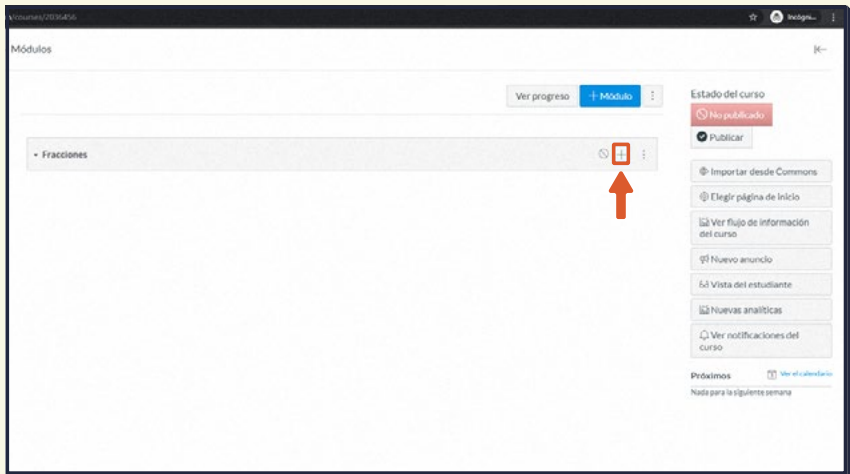 /courses/2036456
Incógni...
Módulos
Ver progreso
+ Módulo
Fracciones
Estado del curso
No publicado
Publicar
Importar desde Commons
Elegir página de inicio
Ver flujo de información
del curso
Nuevo anuncio
Vista del estudiante
Nuevas analíticas
Ver notificaciones del
curso
Próximos
Ver el calendario
Nada para la siguiente semana